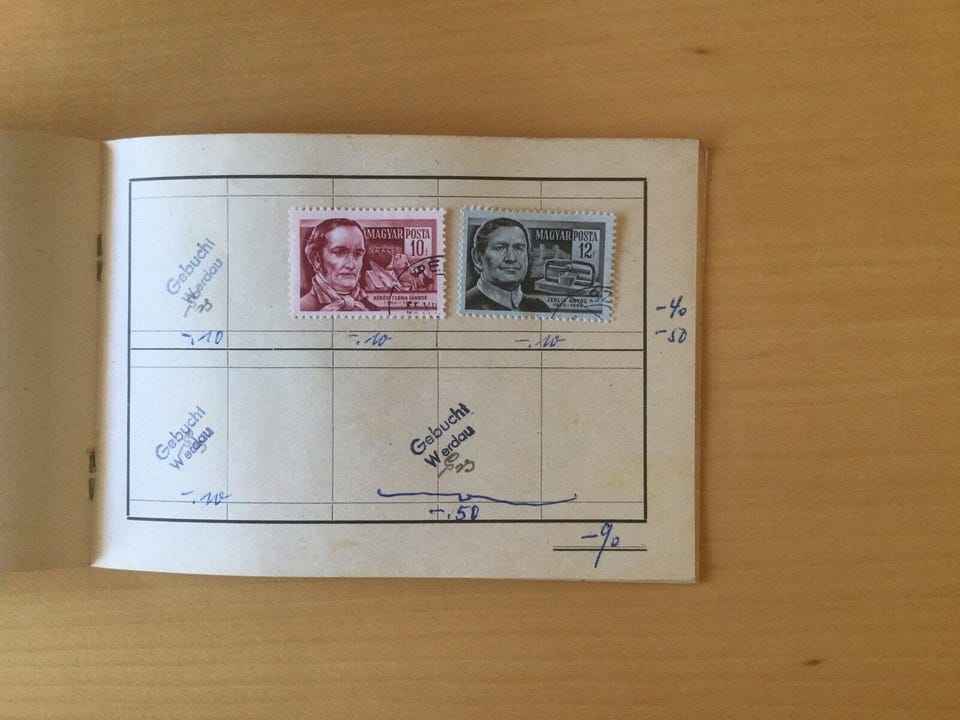 Gebucht
Werdau
MAGYAR POSTA
10f
KŐRÖSI CSOMA SÁNDOR
MAGYAR POSTA
12f
JEDLIK ÁNYOS
-.10
-.10
-.10
-40
-50
Gebucht
Werdau
Gebucht
Werdau
-.10
-.50
-90